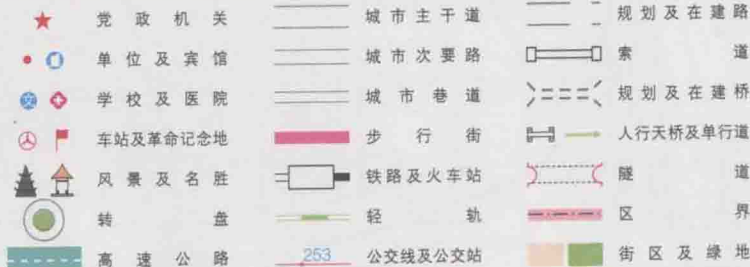 党政机关
单位及宾馆
文 学校及医院
车站及革命记念地
风景及名胜
转盘
高速公路
城市主干道
城市次要路
城市巷道
步行街
铁路及火车站
轻轨
253 公交线及公交站
规划及在建路
索道
规划及在建桥
人行天桥及单行道
隧道
区界
街区及绿地